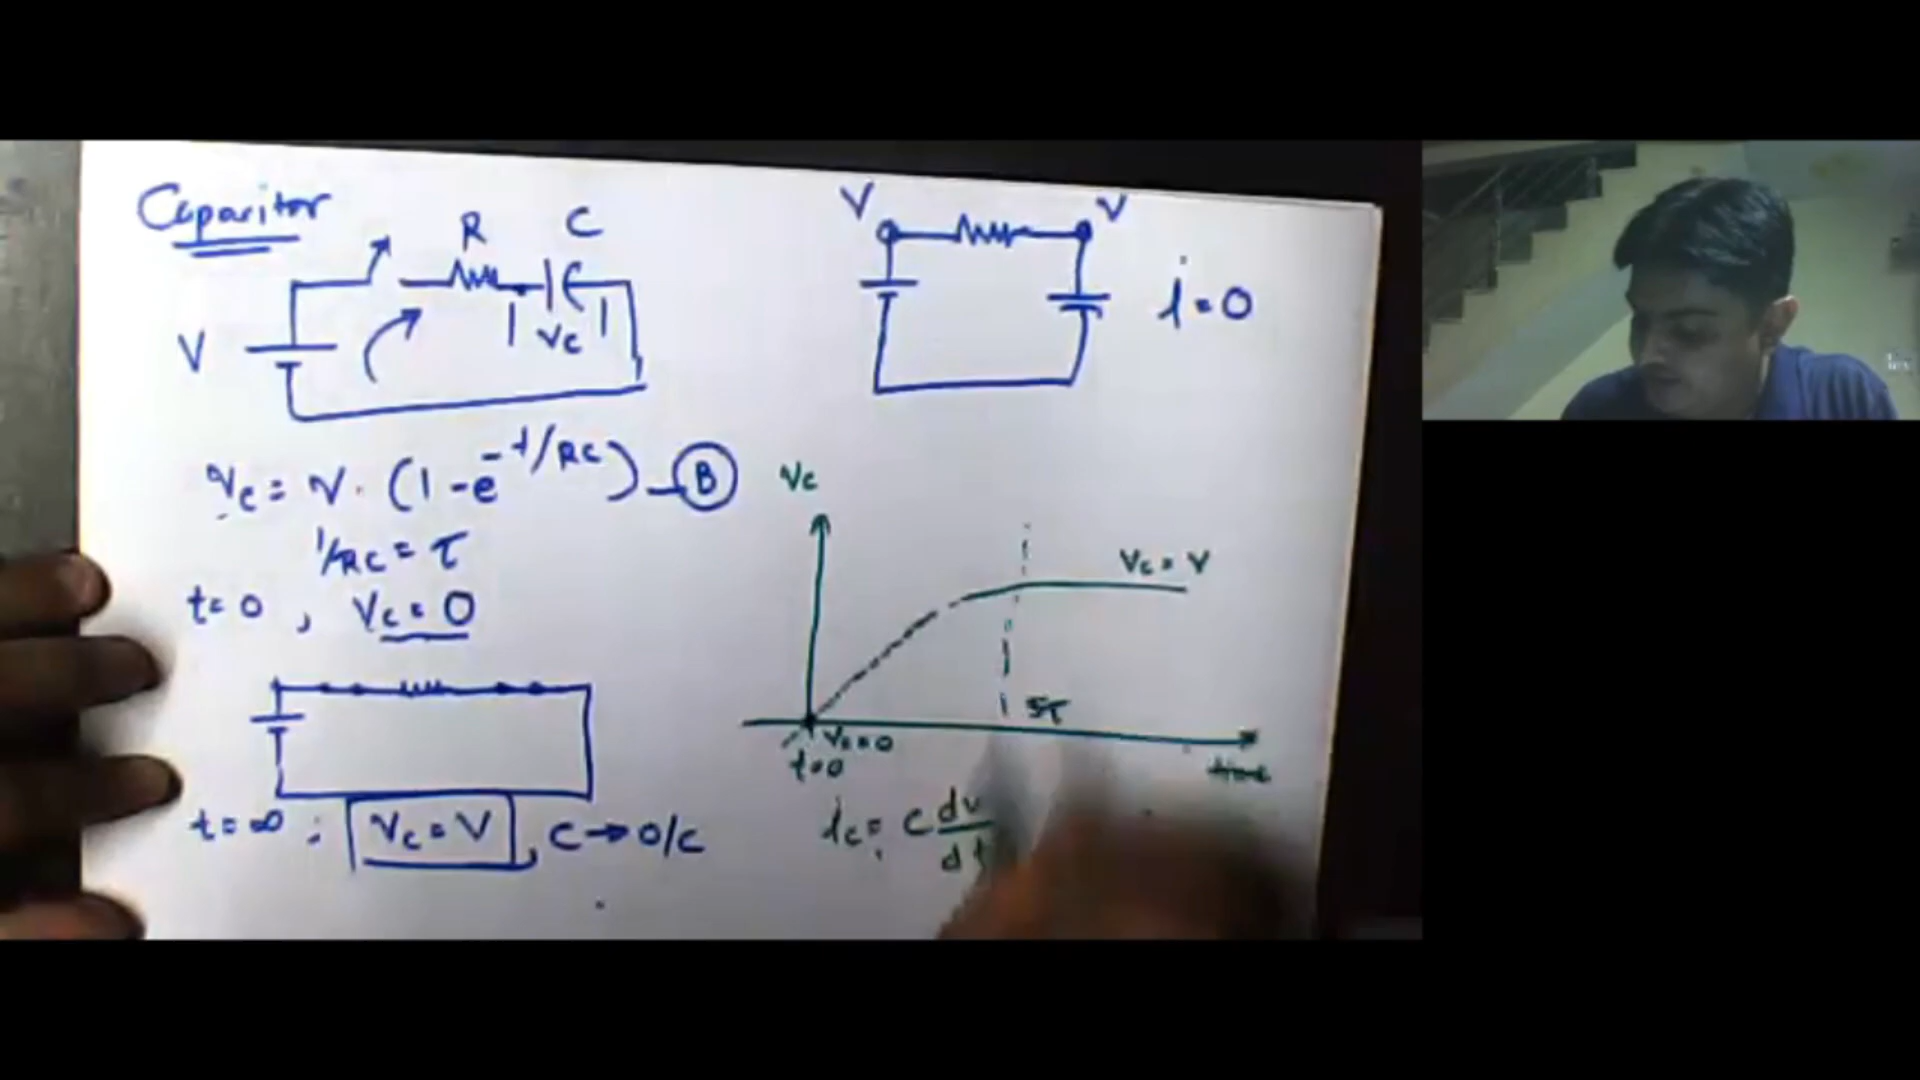 Capacitor
R C
V
Vc
Vc = V. (1-e^-t/RC) - B
1/RC = τ
t=0 , Vc=0
t=∞ : Vc=V , C→O/C
V V
i=0
Vc
Vc = V
5τ
Vc=0
t=0
time
ic= C dv/dt